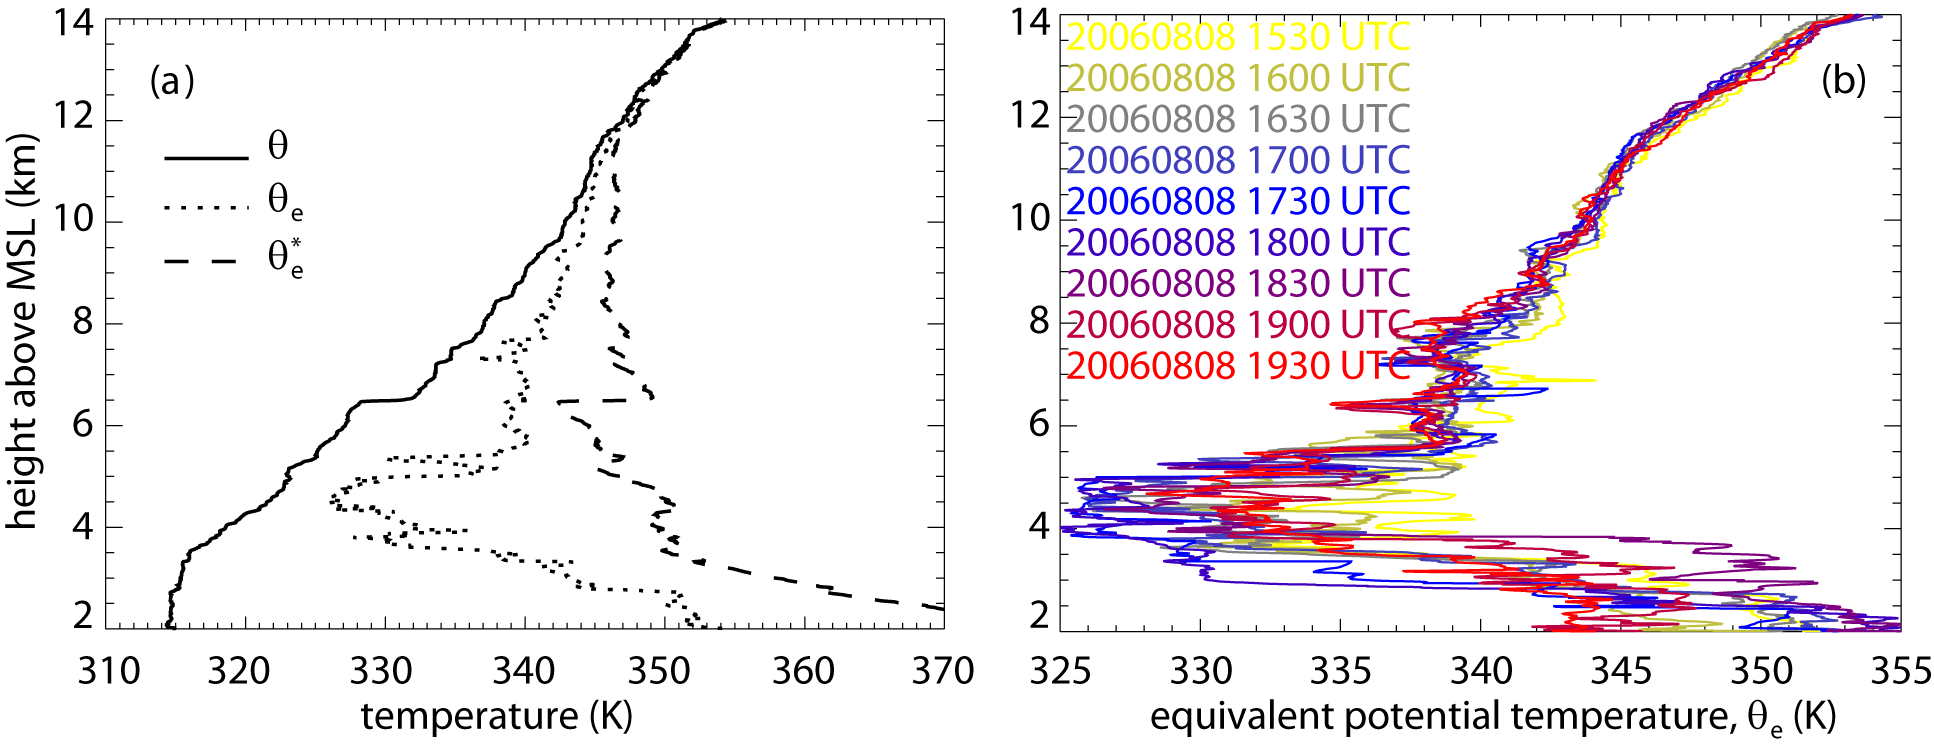 (a)
θ
θe
θe*
14
12
10
8
6
4
2
310 320 330 340 350 360 370
height above MSL (km)
temperature (K)
(b)
20060808 1530 UTC
20060808 1600 UTC
20060808 1630 UTC
20060808 1700 UTC
20060808 1730 UTC
20060808 1800 UTC
20060808 1830 UTC
20060808 1900 UTC
20060808 1930 UTC
14
12
10
8
6
4
2
325 330 335 340 345 350 355
equivalent potential temperature, θe (K)